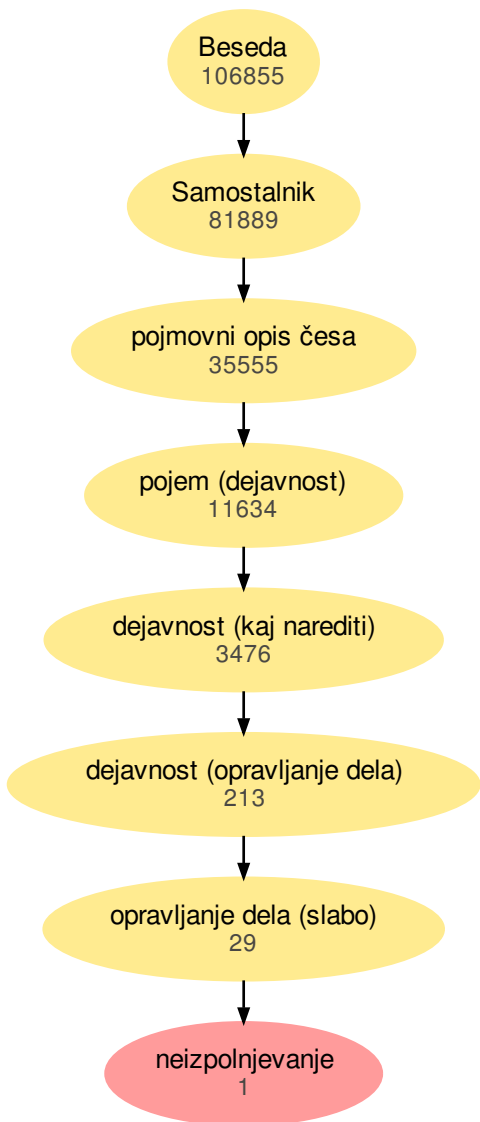 Beseda
106855
Samostalnik
81889
pojmovni opis česa
35555
pojem (dejavnost)
11634
dejavnost (kaj narediti)
3476
dejavnost (opravljanje dela)
213
opravljanje dela (slabo)
29
neizpolnjevanje
1